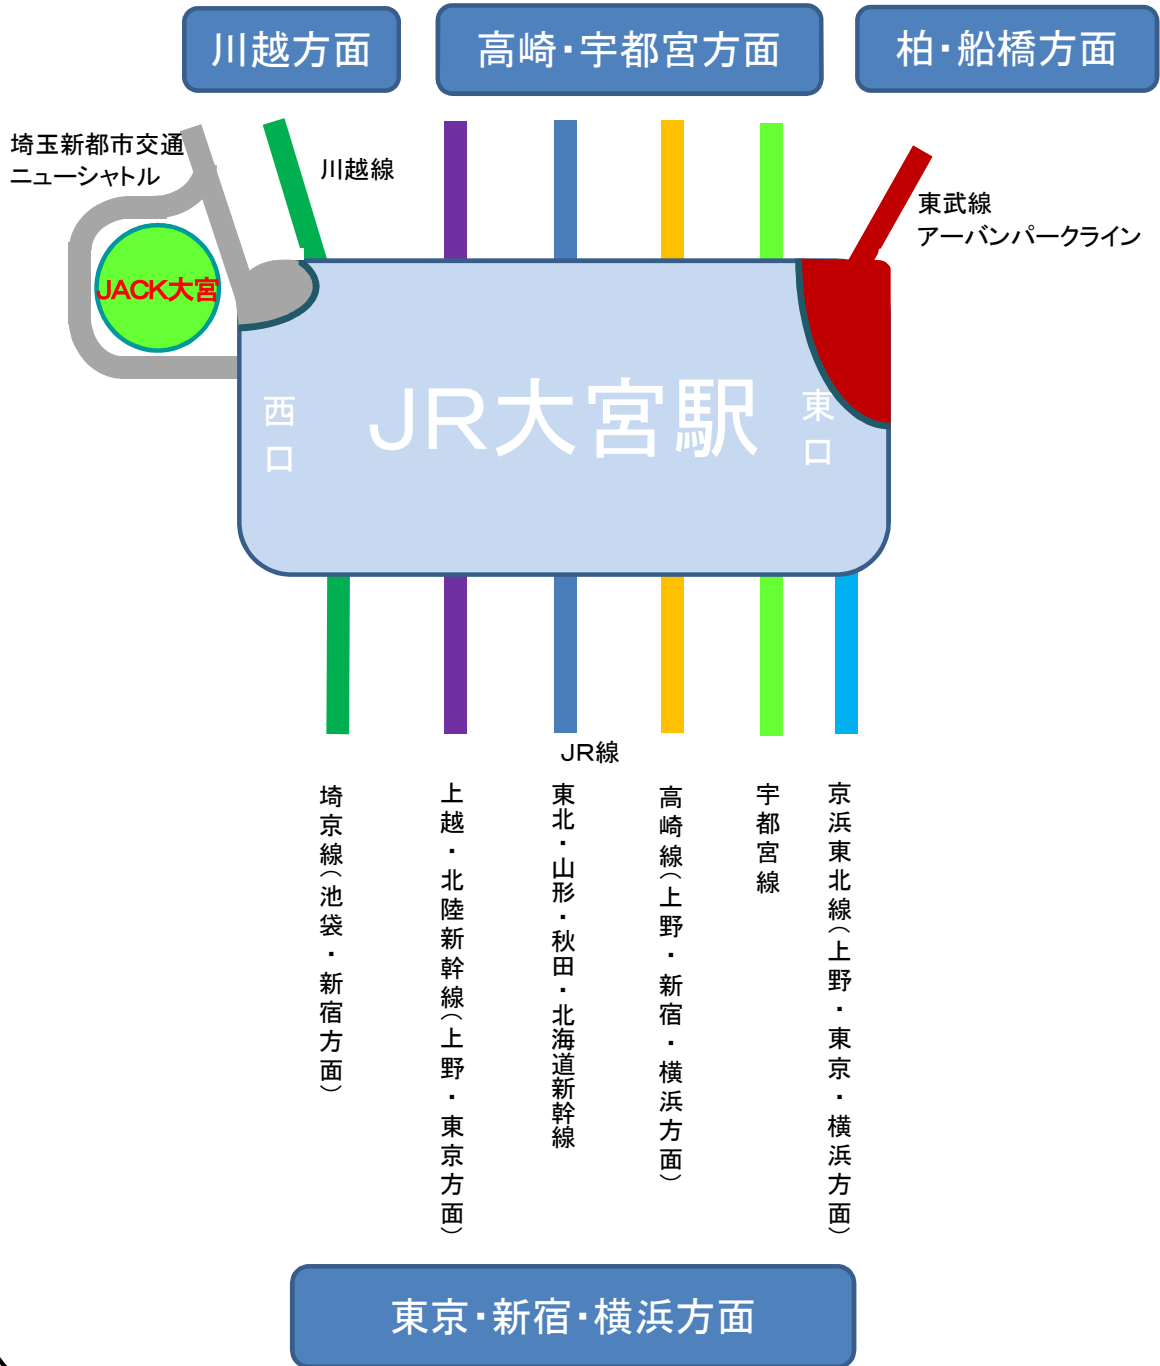 川越方面
高崎・宇都宮方面
柏・船橋方面
埼玉新都市交通
ニューシャトル
川越線
東武線
アーバンパークライン
JACK大宮
西口
JR大宮駅
東口
JR線
埼京線（池袋・新宿方面）
上越・北陸新幹線（上野・東京方面）
東北・山形・秋田・北海道新幹線
高崎線（上野・新宿・横浜方面）
宇都宮線
京浜東北線（上野・東京・横浜方面）
東京・新宿・横浜方面